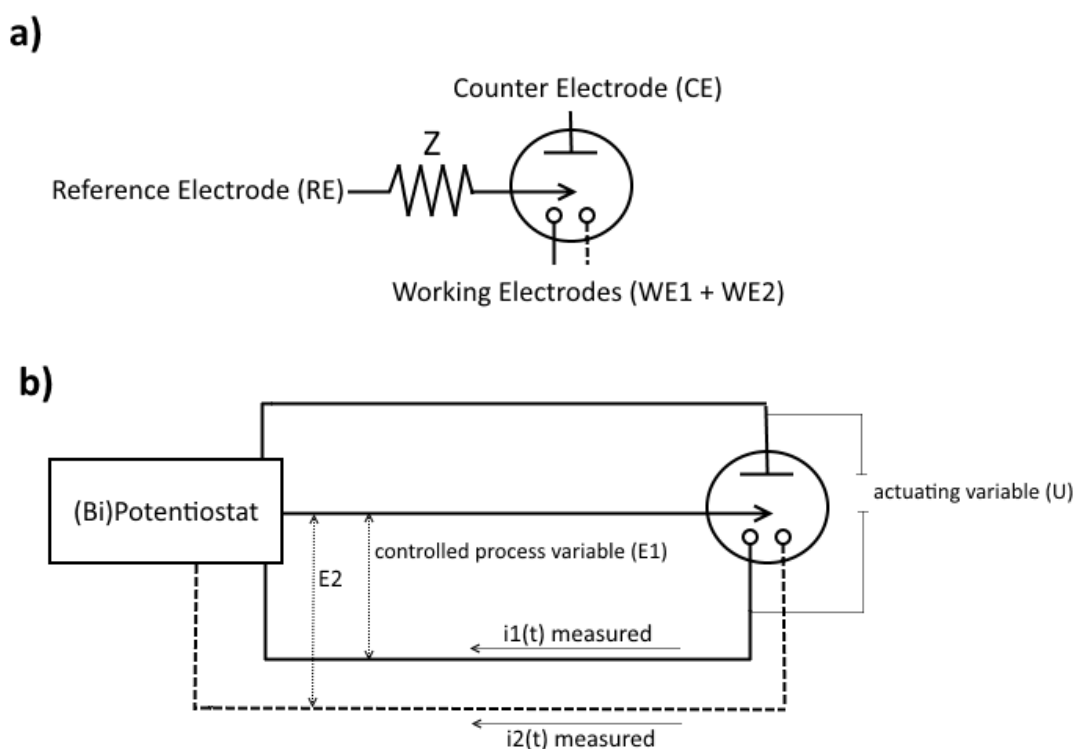 a)
Counter Electrode (CE)
Z
Reference Electrode (RE)
Working Electrodes (WE1 + WE2)
b)
(Bi)Potentiostat
actuating variable (U)
controlled process variable (E1)
E2
i1(t) measured
i2(t) measured